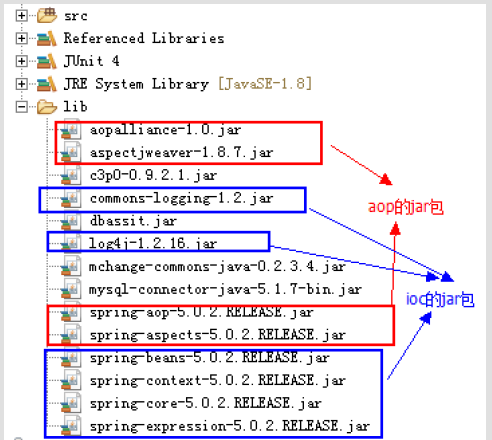 src
Referenced Libraries
JUnit 4
JRE System Library [JavaSE-1.8]
lib
aopalliance-1.0.jar
aspectjweaver-1.8.7.jar
c3p0-0.9.2.1.jar
commons-logging-1.2.jar
dbassit.jar
log4j-1.2.16.jar
mchange-commons-java-0.2.3.4.jar
mysql-connector-java-5.1.7-bin.jar
spring-aop-5.0.2.RELEASE.jar
spring-aspects-5.0.2.RELEASE.jar
spring-beans-5.0.2.RELEASE.jar
spring-context-5.0.2.RELEASE.jar
spring-core-5.0.2.RELEASE.jar
spring-expression-5.0.2.RELEASE.jar
aop的jar包
ioc的jar包